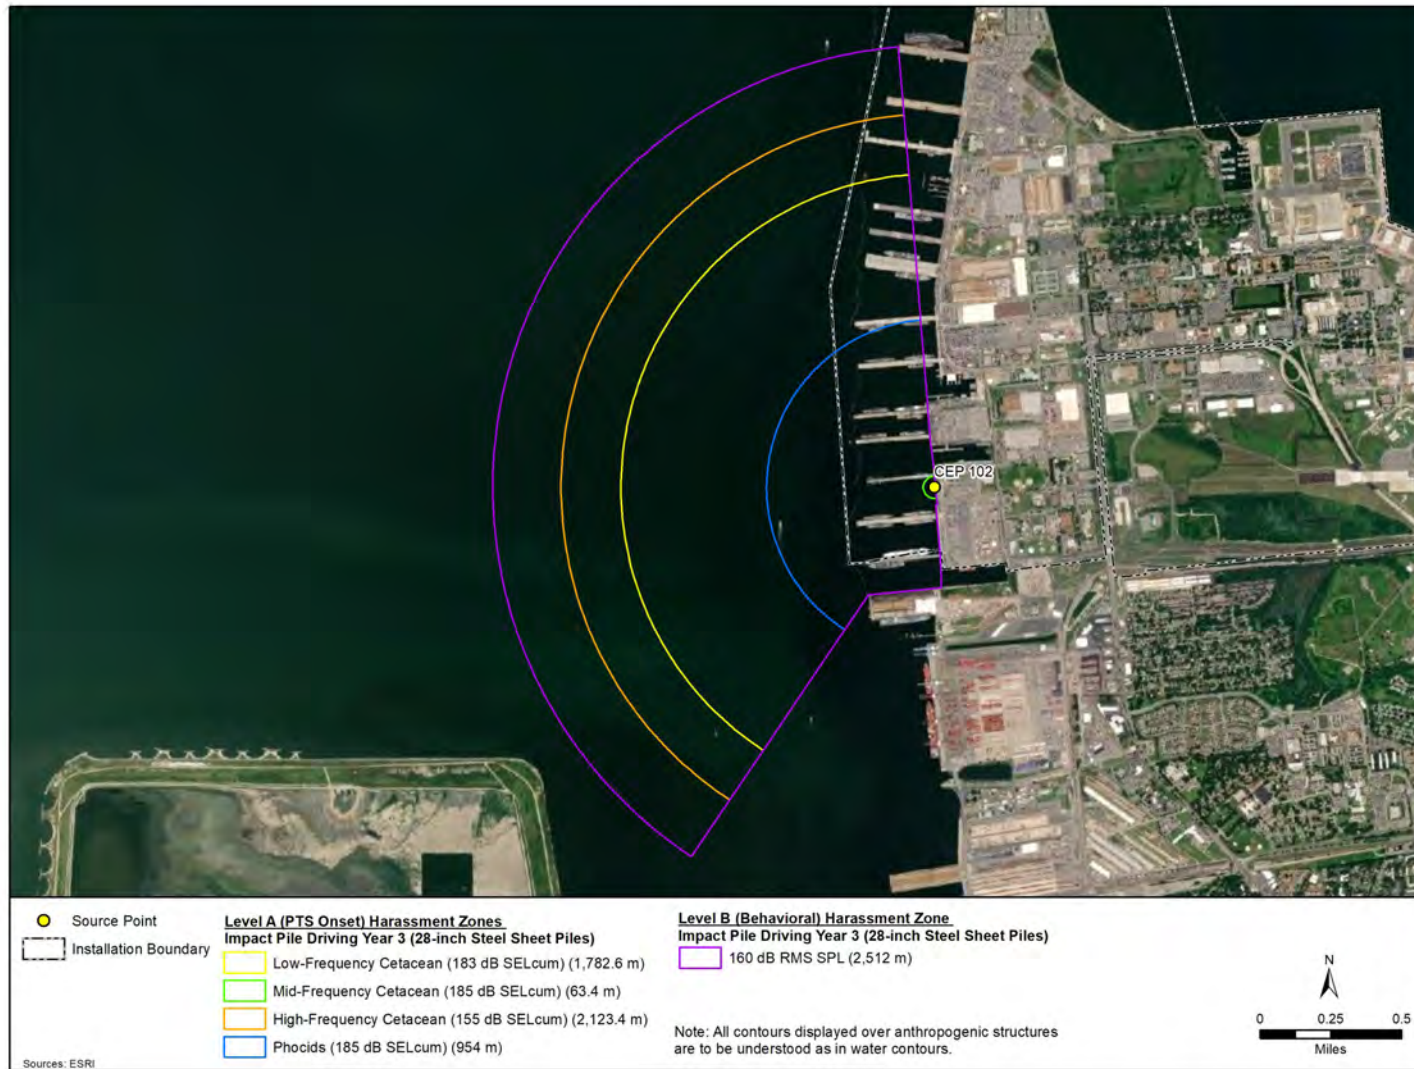 CEP 102
Source Point
Installation Boundary
Level A (PTS Onset) Harassment Zones
Impact Pile Driving Year 3 (28-inch Steel Sheet Piles)
Low-Frequency Cetacean (183 dB SELcum) (1,782.6 m)
Mid-Frequency Cetacean (185 dB SELcum) (63.4 m)
High-Frequency Cetacean (155 dB SELcum) (2,123.4 m)
Phocids (185 dB SELcum) (954 m)
Level B (Behavioral) Harassment Zone
Impact Pile Driving Year 3 (28-inch Steel Sheet Piles)
160 dB RMS SPL (2,512 m)
Note: All contours displayed over anthropogenic structures
are to be understood as in water contours.
N
0 0.25 0.5
Miles
Sources: ESRI